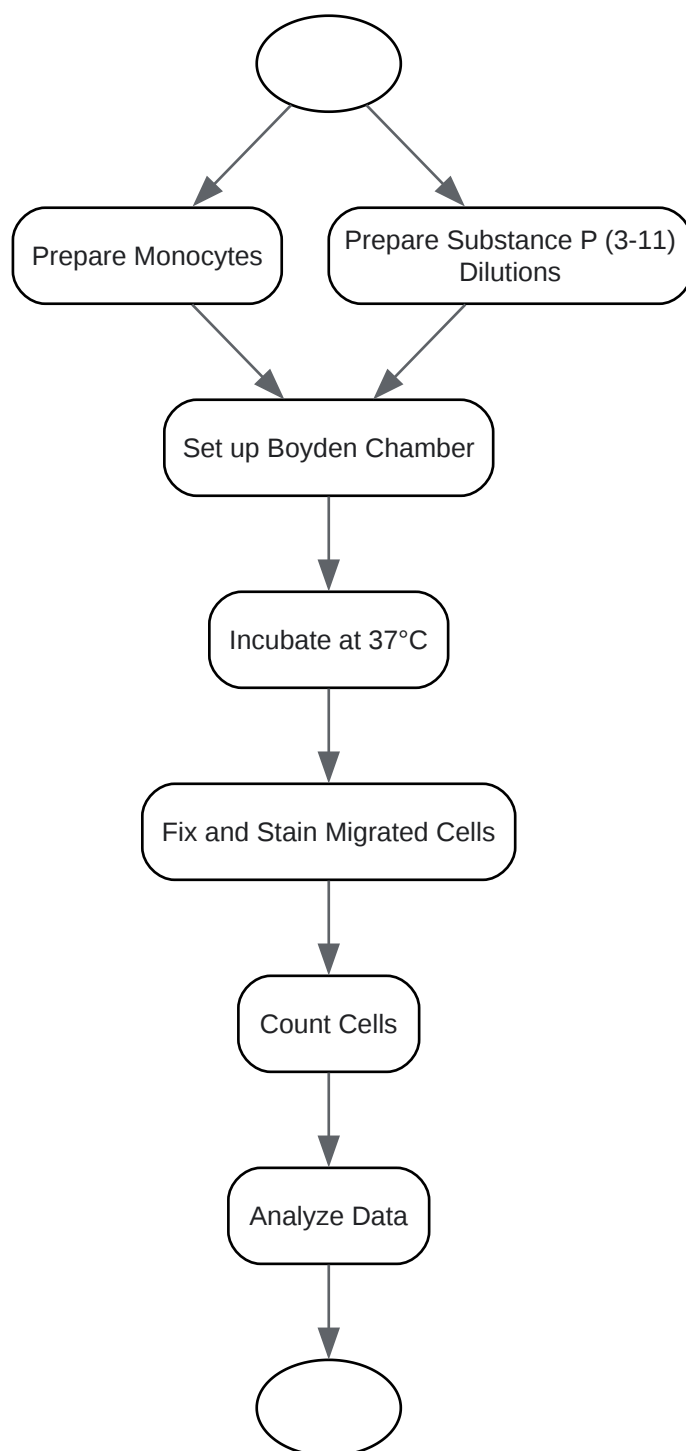 Prepare Monocytes
Prepare Substance P (3-11)
Dilutions
Set up Boyden Chamber
Incubate at 37°C
Fix and Stain Migrated Cells
Count Cells
Analyze Data